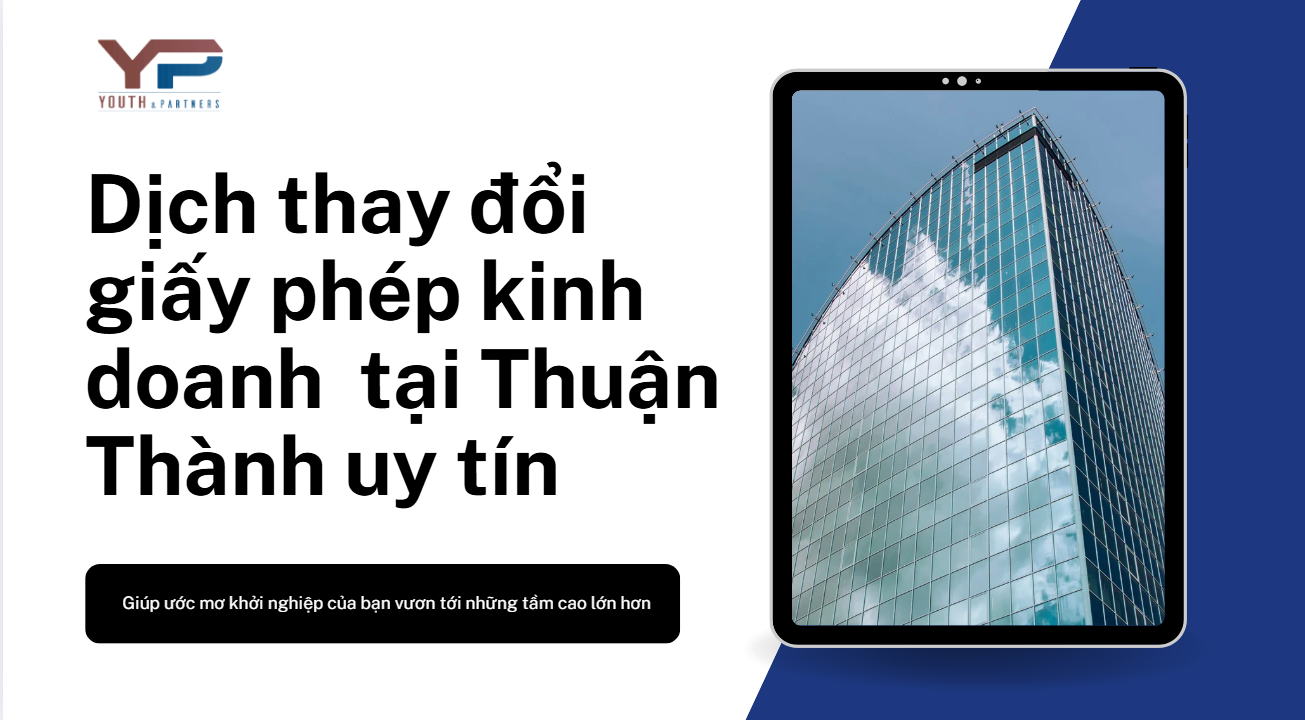 YP
YOUTH & PARTNERS
Dịch thay đổi
giấy phép kinh
doanh tại Thuận
Thành uy tín
Giúp ước mơ khởi nghiệp của bạn vươn tới những tầm cao lớn hơn